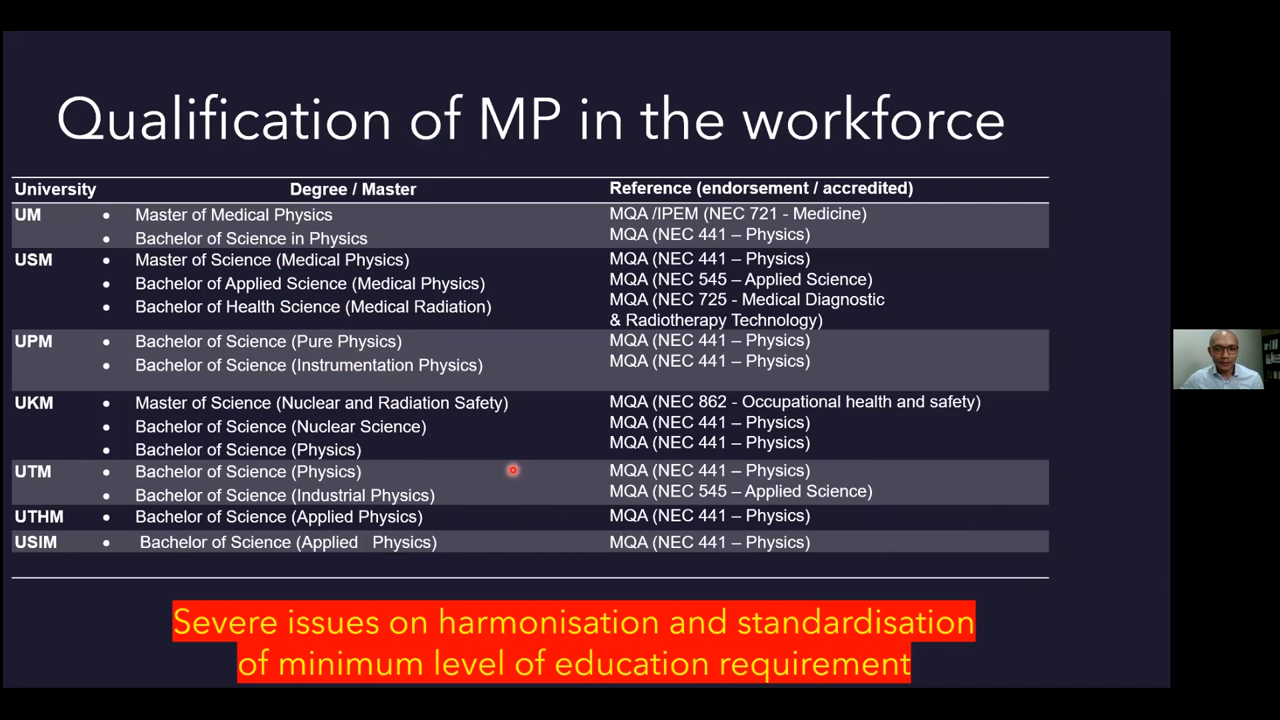 Qualification of MP in the workforce
University Degree / Master Reference (endorsement / accredited)
UM • Master of Medical Physics MQA /IPEM (NEC 721 - Medicine)
• Bachelor of Science in Physics MQA (NEC 441 – Physics)
USM • Master of Science (Medical Physics) MQA (NEC 441 – Physics)
• Bachelor of Applied Science (Medical Physics) MQA (NEC 545 – Applied Science)
• Bachelor of Health Science (Medical Radiation) MQA (NEC 725 - Medical Diagnostic
& Radiotherapy Technology)
UPM • Bachelor of Science (Pure Physics) MQA (NEC 441 – Physics)
• Bachelor of Science (Instrumentation Physics) MQA (NEC 441 – Physics)
UKM • Master of Science (Nuclear and Radiation Safety) MQA (NEC 862 - Occupational health and safety)
• Bachelor of Science (Nuclear Science) MQA (NEC 441 – Physics)
• Bachelor of Science (Physics) MQA (NEC 441 – Physics)
UTM • Bachelor of Science (Physics) MQA (NEC 441 – Physics)
• Bachelor of Science (Industrial Physics) MQA (NEC 545 – Applied Science)
UTHM • Bachelor of Science (Applied Physics) MQA (NEC 441 – Physics)
USIM • Bachelor of Science (Applied Physics) MQA (NEC 441 – Physics)
Severe issues on harmonisation and standardisation
of minimum level of education requirement